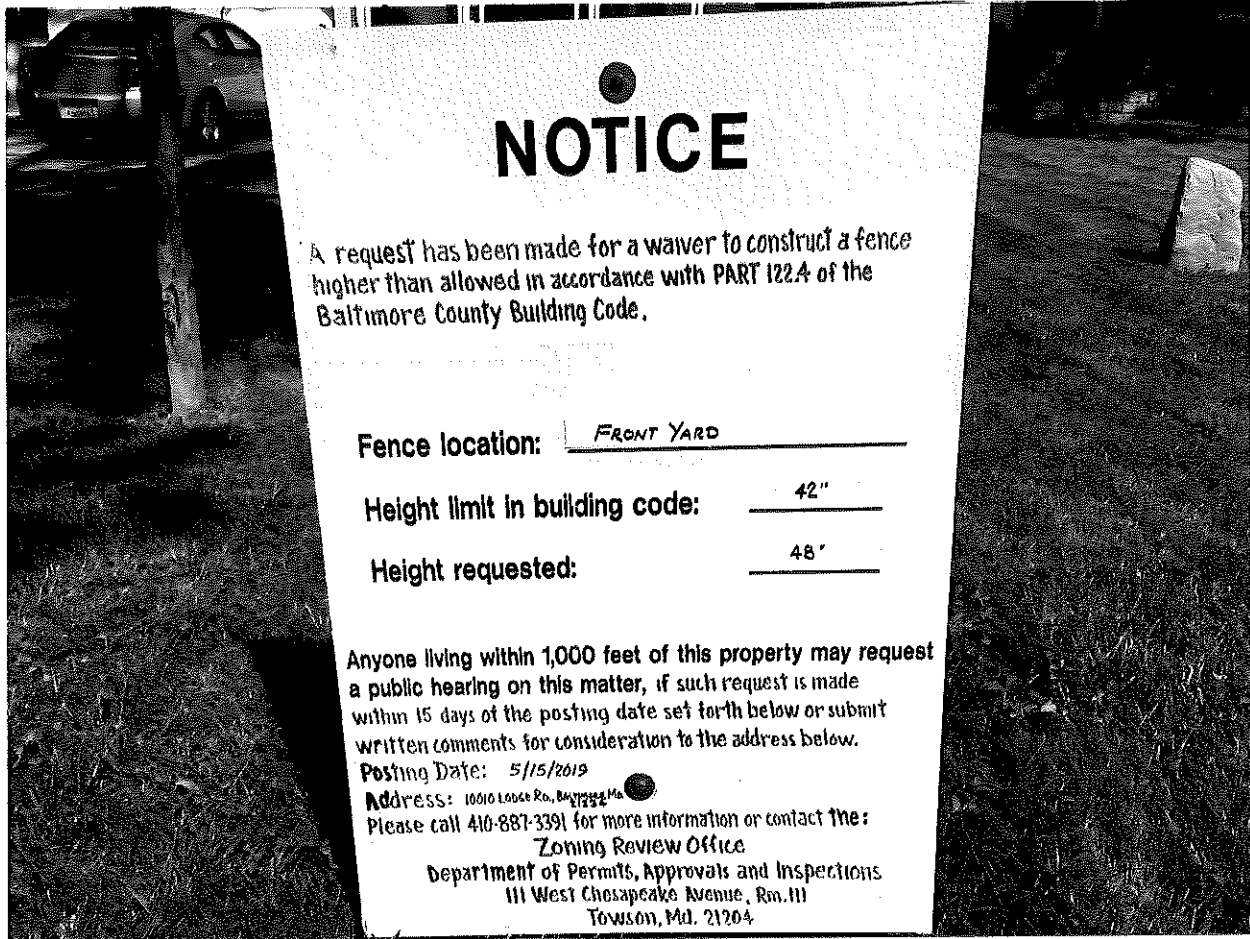 NOTICE
A request has been made for a waiver to construct a fence
higher than allowed in accordance with PART 122.4 of the
Baltimore County Building Code.
Fence location: FRONT YARD
Height limit in building code: 42"
Height requested: 48"
Anyone living within 1,000 feet of this property may request
a public hearing on this matter, if such request is made
within 15 days of the posting date set forth below or submit
written comments for consideration to the address below.
Posting Date: 5/15/2019
Address: 10010 Lodge Rd.,
Please call 410-887-3391 for more information or contact the:
Zoning Review Office
Department of Permits, Approvals and Inspections
111 West Chesapeake Avenue, Rm.111
Towson, Md. 21204